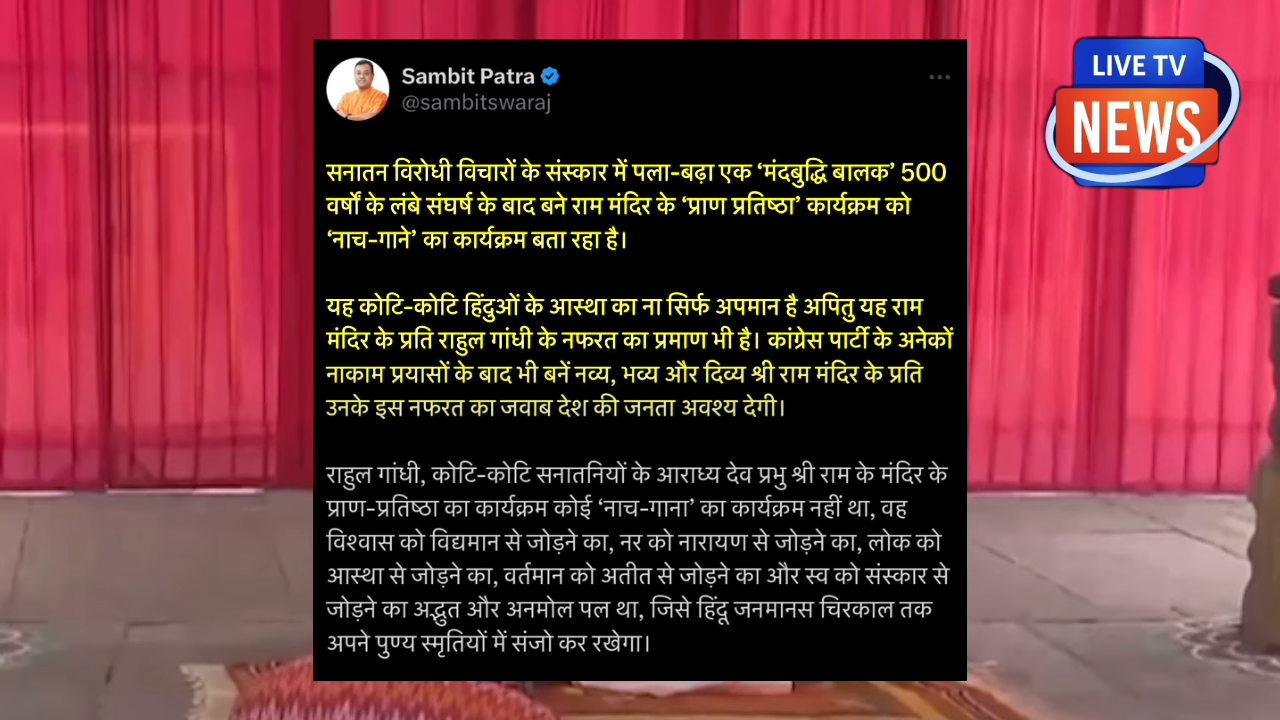 Sambit Patra
@sambitswaraj
LIVE TV
NEWS
सनातन विरोधी विचारों के संस्कार में पला-बढ़ा एक ‘मंदबुद्धि बालक’ 500
वर्षों के लंबे संघर्ष के बाद बने राम मंदिर के ‘प्राण प्रतिष्ठा’ कार्यक्रम को
‘नाच-गाने’ का कार्यक्रम बता रहा है।
यह कोटि-कोटि हिंदुओं के आस्था का ना सिर्फ अपमान है अपितु यह राम
मंदिर के प्रति राहुल गांधी के नफरत का प्रमाण भी है। कांग्रेस पार्टी के अनेकों
नाकाम प्रयासों के बाद भी बनें नव्य, भव्य और दिव्य श्री राम मंदिर के प्रति
उनके इस नफरत का जवाब देश की जनता अवश्य देगी।
राहुल गांधी, कोटि-कोटि सनातनियों के आराध्य देव प्रभु श्री राम के मंदिर के
प्राण-प्रतिष्ठा का कार्यक्रम कोई ‘नाच-गाना’ का कार्यक्रम नहीं था, वह
विश्वास को विद्यमान से जोड़ने का, नर को नारायण से जोड़ने का, लोक को
आस्था से जोड़ने का, वर्तमान को अतीत से जोड़ने का और स्व को संस्कार से
जोड़ने का अद्भुत और अनमोल पल था, जिसे हिंदू जनमानस चिरकाल तक
अपने पुण्य स्मृतियों में संजो कर रखेगा।